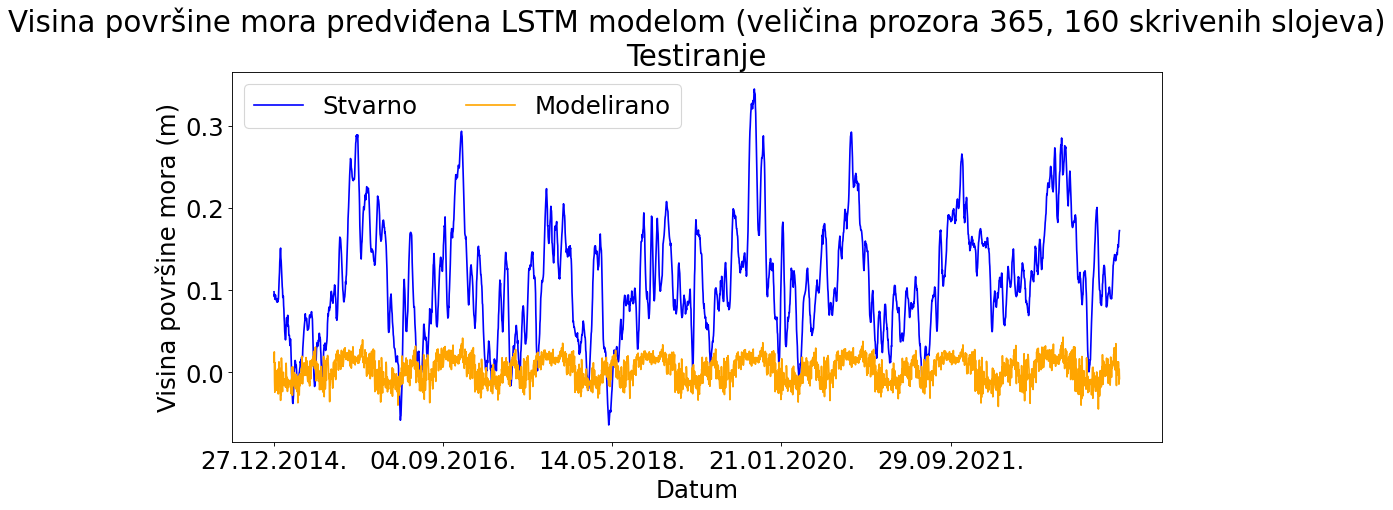 Visina površine mora predviđena LSTM modelom (veličina prozora 365, 160 skrivenih slojeva)
Testiranje
Stvarno Modelirano
Visina površine mora (m)
0.3
0.2
0.1
0.0
27.12.2014. 04.09.2016. 14.05.2018. 21.01.2020. 29.09.2021.
Datum